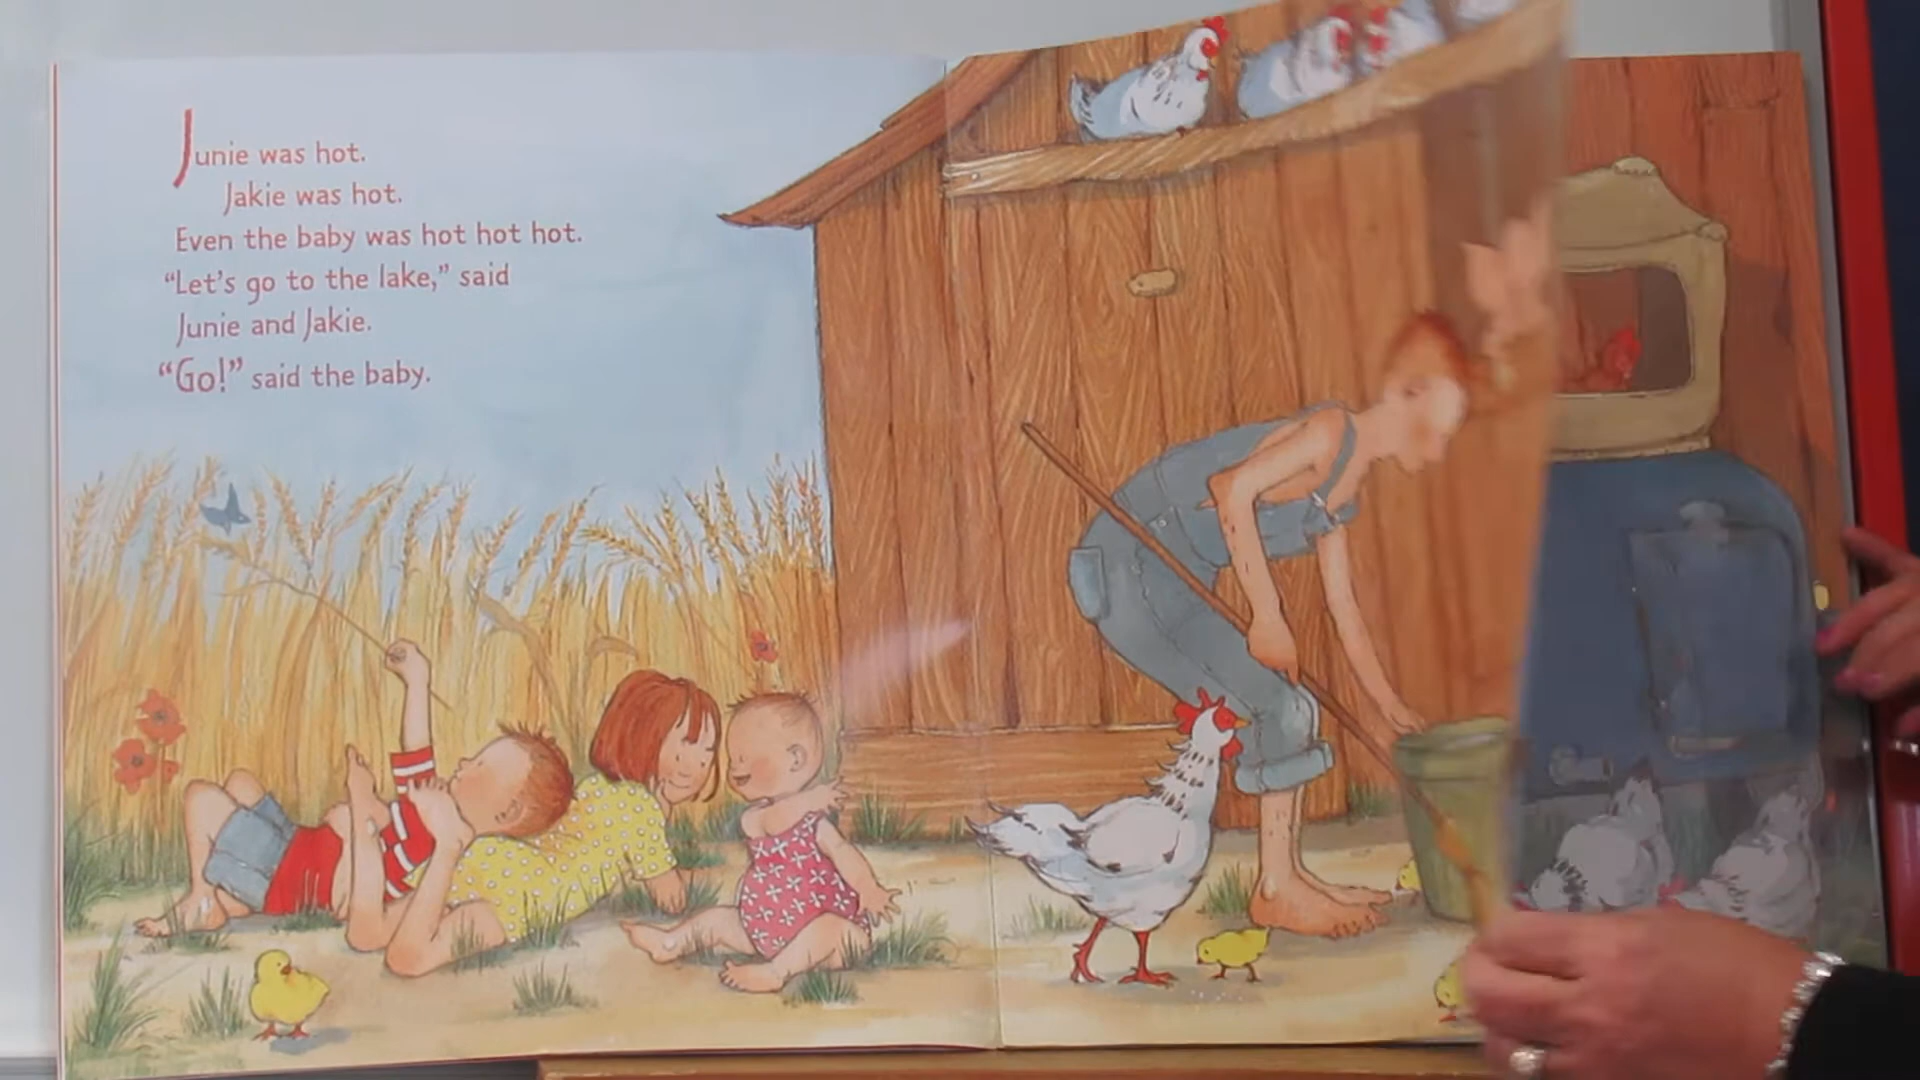 Junie was hot.
Jakie was hot.
Even the baby was hot hot hot.
“Let's go to the lake,” said
Junie and Jakie.
“Go!” said the baby.